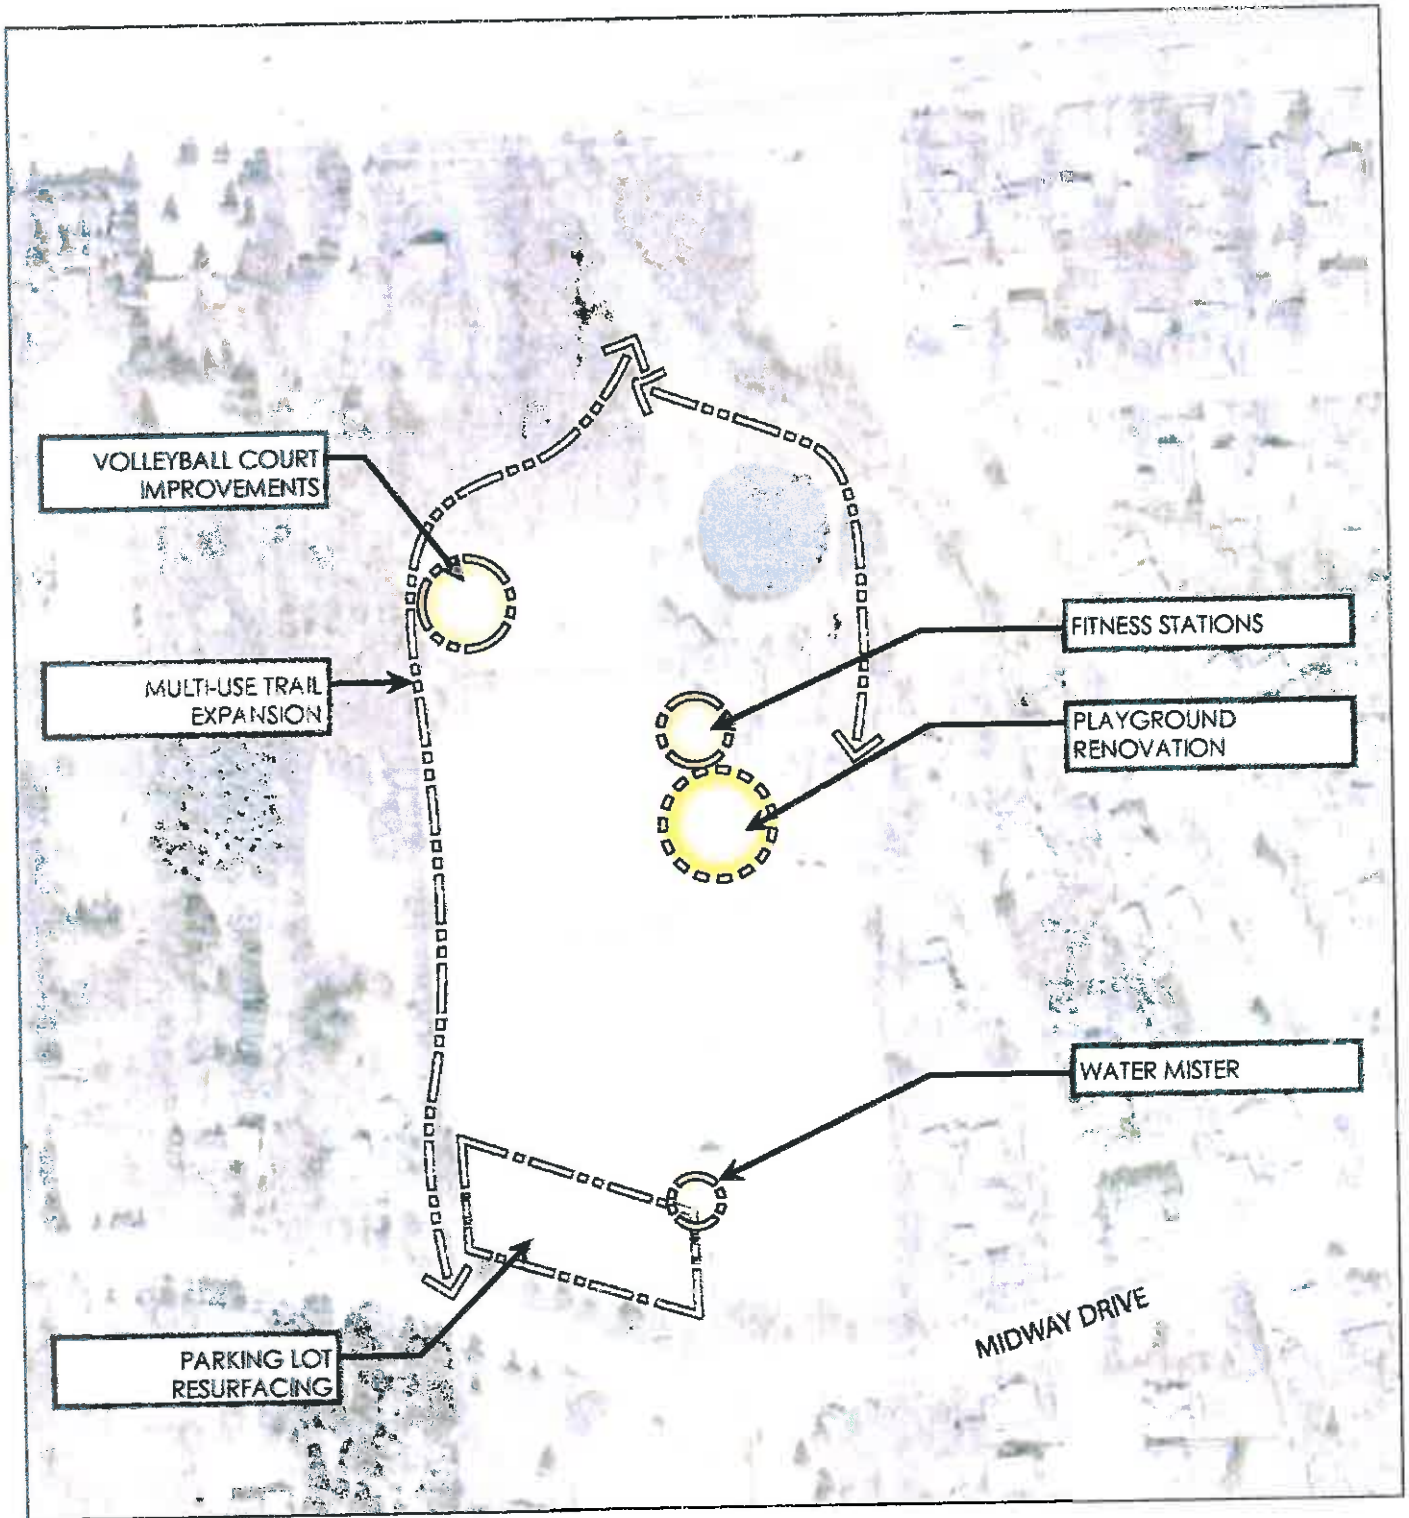 VOLLEYBALL COURT
IMPROVEMENTS
MULTI-USE TRAIL
EXPANSION
FITNESS STATIONS
PLAYGROUND
RENOVATION
WATER MISTER
MIDWAY DRIVE
PARKING LOT
RESURFACING